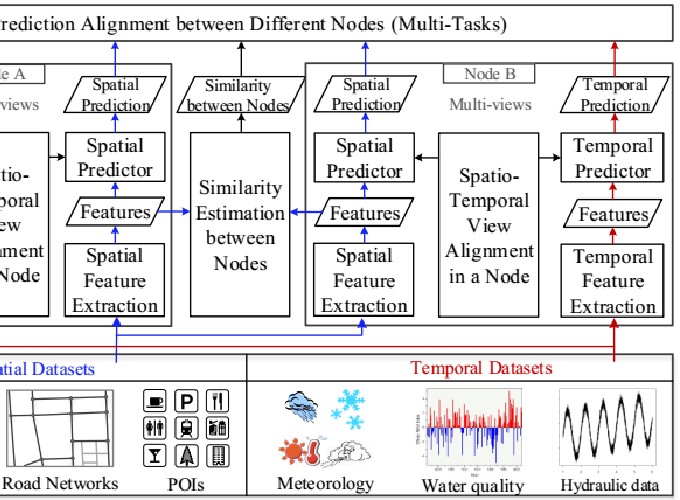 rediction Alignment between Different Nodes (Multi-Tasks)
e A
views
Spatial
Prediction
Similarity
between Nodes
Spatial
Prediction
Node B
Multi-views
Temporal
Prediction
tio-
poral
ew
nment
Node
Spatial
Predictor
Features
Spatial
Feature
Extraction
Similarity
Estimation
between
Nodes
Spatial
Predictor
Features
Spatial
Feature
Extraction
Spatio-
Temporal
View
Alignment
in a Node
Temporal
Predictor
Features
Temporal
Feature
Extraction
atial Datasets
Temporal Datasets
P
Road Networks
POIs
Meteorology
Water quality
Hydraulic data